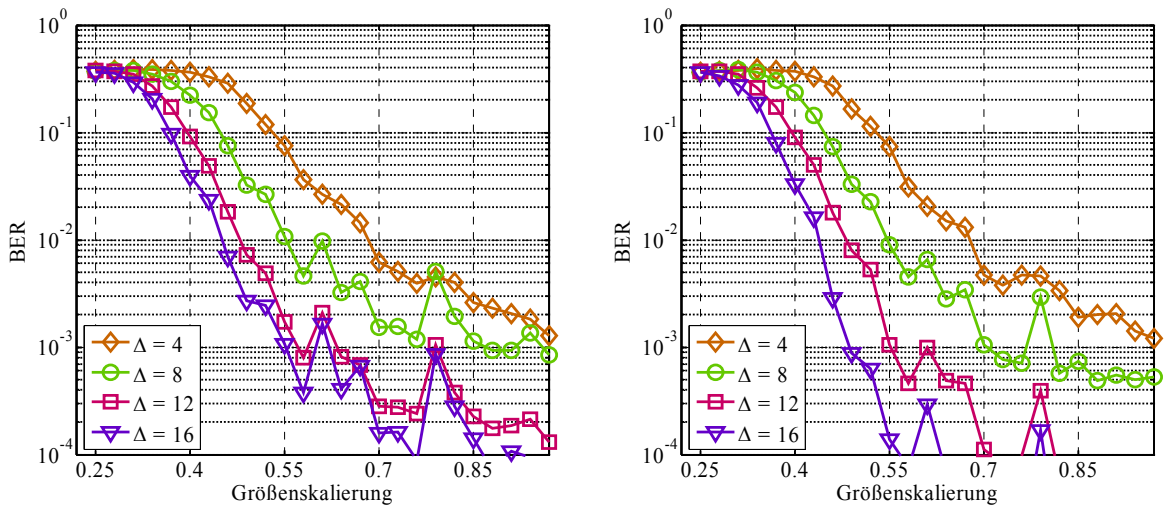 10^0
10^-1
10^-2
10^-3
10^-4
BER
0.25 0.4 0.55 0.7 0.85
Größenskalierung
Δ = 4
Δ = 8
Δ = 12
Δ = 16
10^0
10^-1
10^-2
10^-3
10^-4
BER
0.25 0.4 0.55 0.7 0.85
Größenskalierung
Δ = 4
Δ = 8
Δ = 12
Δ = 16